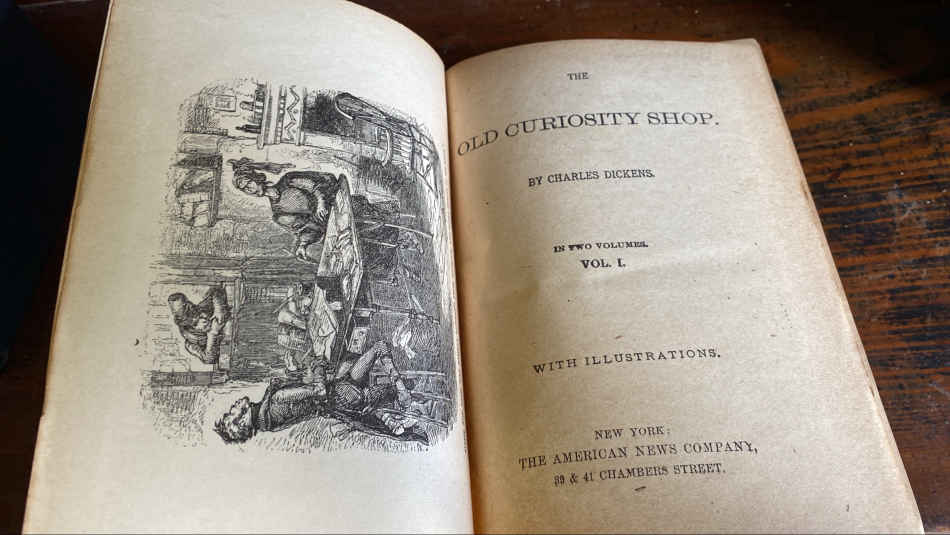 THE
OLD CURIOSITY SHOP.
BY CHARLES DICKENS.
IN TWO VOLUMES.
VOL. I.
WITH ILLUSTRATIONS.
NEW YORK:
THE AMERICAN NEWS COMPANY,
39 & 41 CHAMBERS STREET.